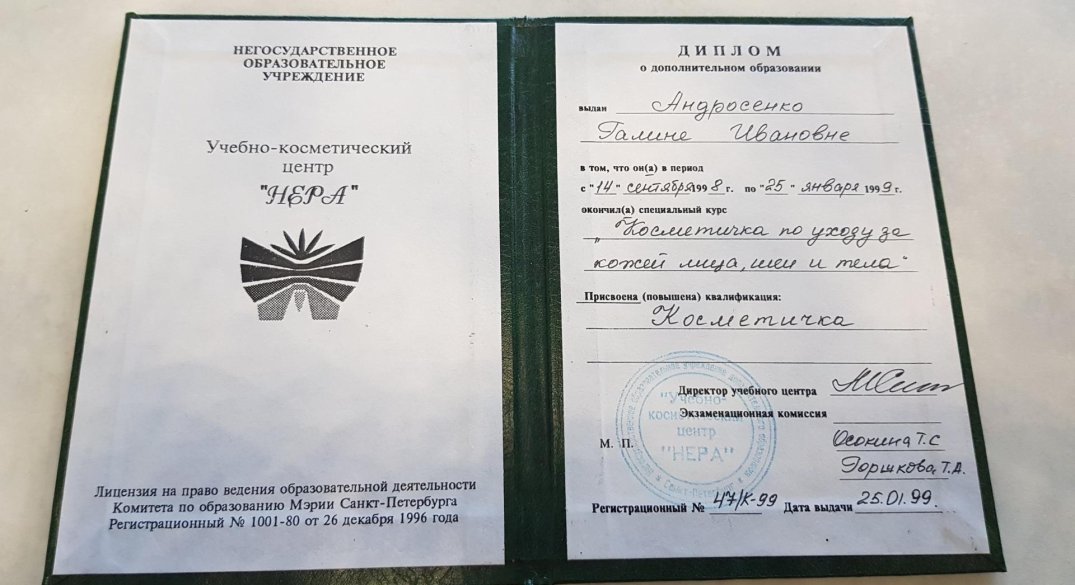 НЕГОСУДАРСТВЕННОЕ
ОБРАЗОВАТЕЛЬНОЕ
УЧРЕЖДЕНИЕ
Учебно-косметический
центр
"НЕРА"
Лицензия на право ведения образовательной деятельности
Комитета по образованию Мэрии Санкт-Петербурга
Регистрационный № 1001-80 от 26 декабря 1996 года
ДИПЛОМ
о дополнительном образовании
выдан Андросенко
Галине Ивановне
в том, что он(а) в период
с "14" сентября 1998 г. по "25" января 1999 г.
окончил(а) специальный курс
"Косметичка по уходу за
кожей лица, шеи и тела"
Присвоена (повышена) квалификация:
Косметичка
Директор учебного центра
Экзаменационная комиссия
М. П.
Осокина Т.С
Горшкова Т.А.
Регистрационный № 47/К-99 Дата выдачи 25.01.99.
"Учебно-
косметический
центр
"НЕРА"